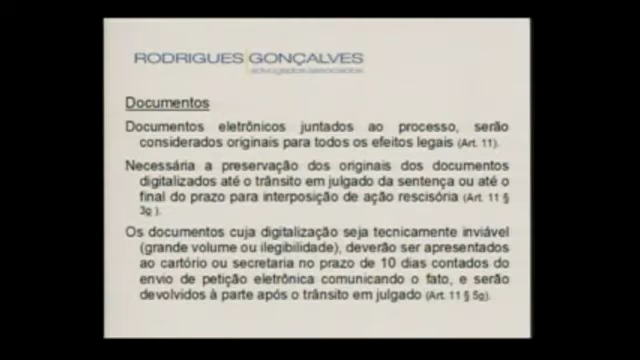 RODRIGUES GONÇALVES
advogados associados
Documentos
Documentos eletrônicos juntados ao processo, serão
considerados originais para todos os efeitos legais (Art. 11).
Necessária a preservação dos originais dos documentos
digitalizados até o trânsito em julgado da sentença ou até o
final do prazo para interposição de ação rescisória (Art. 11 §
3º ).
Os documentos cuja digitalização seja tecnicamente inviável
(grande volume ou ilegibilidade), deverão ser apresentados
ao cartório ou secretaria no prazo de 10 dias contados do
envio de petição eletrônica comunicando o fato, e serão
devolvidos à parte após o trânsito em julgado (Art. 11 § 5º).